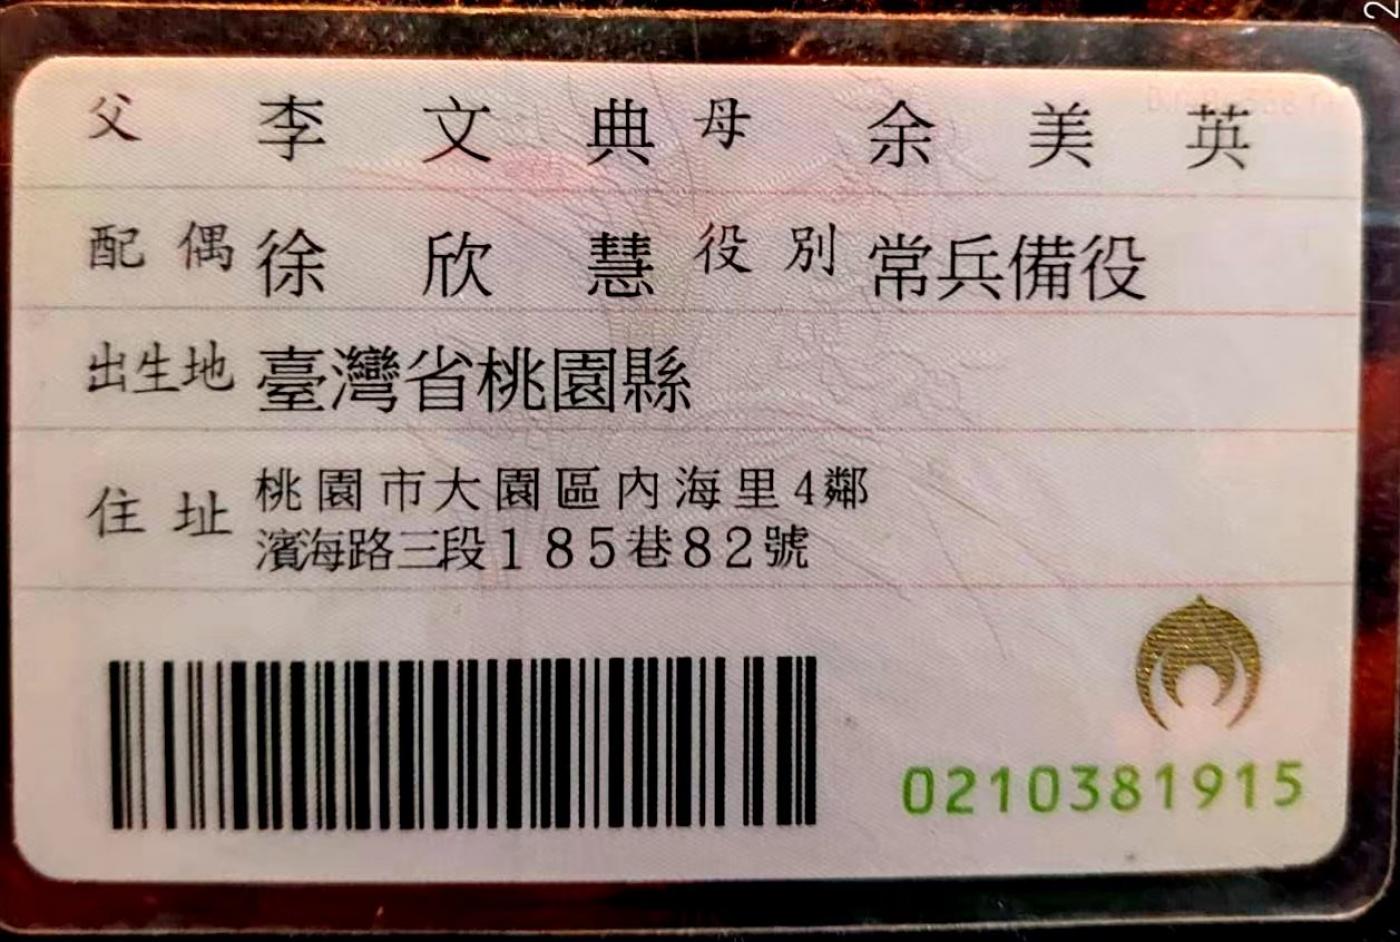 父 李文典 母 余美英
配偶 徐欣慧 役別 常兵備役
出生地 臺灣省桃園縣
住址 桃園市大園區內海里4鄰
濱海路三段185巷82號
0210381915
2